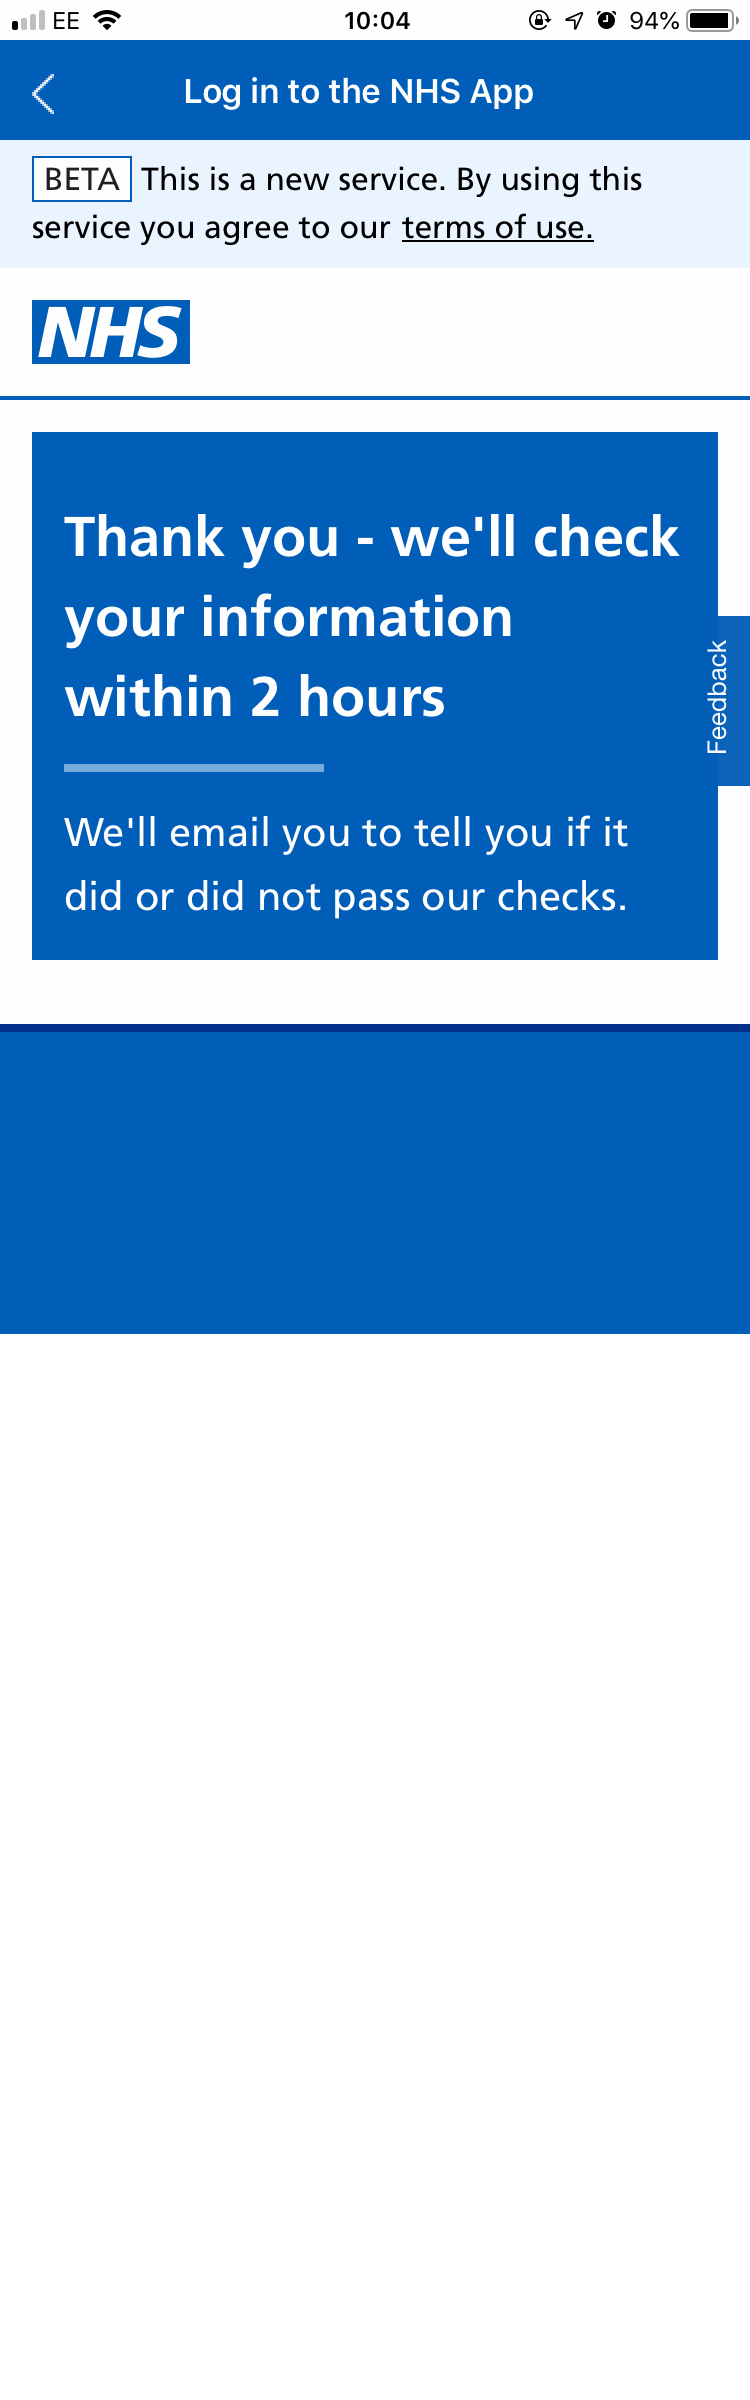 EE 10:04 94%
Log in to the NHS App
BETA This is a new service. By using this
service you agree to our terms of use.
NHS
Thank you - we'll check
your information
within 2 hours
Feedback
We'll email you to tell you if it
did or did not pass our checks.